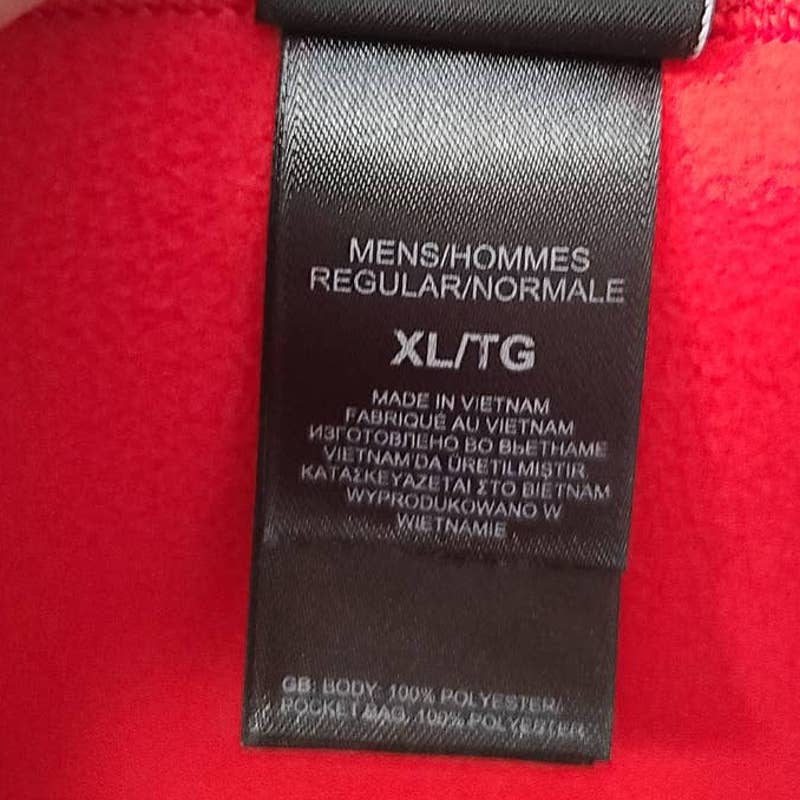 MENS/HOMMES
REGULAR/NORMALE
XL/TG
MADE IN VIETNAM
FABRIQUÉ AU VIETNAM
ИЗГОТОВЛЕНО ВО ВЬЕТНАМЕ
VIETNAM'DA ÜRETILMIŞTIR
ΚΑΤΑΣΚΕΥΑΖΕΤΑΙ ΣΤΟ ΒΙΕΤΝΑΜ
WYPRODUKOWANO W
WIETNAMIE
GB: BODY: 100% POLYESTER/
POCKET BAG: 100% POLYESTER